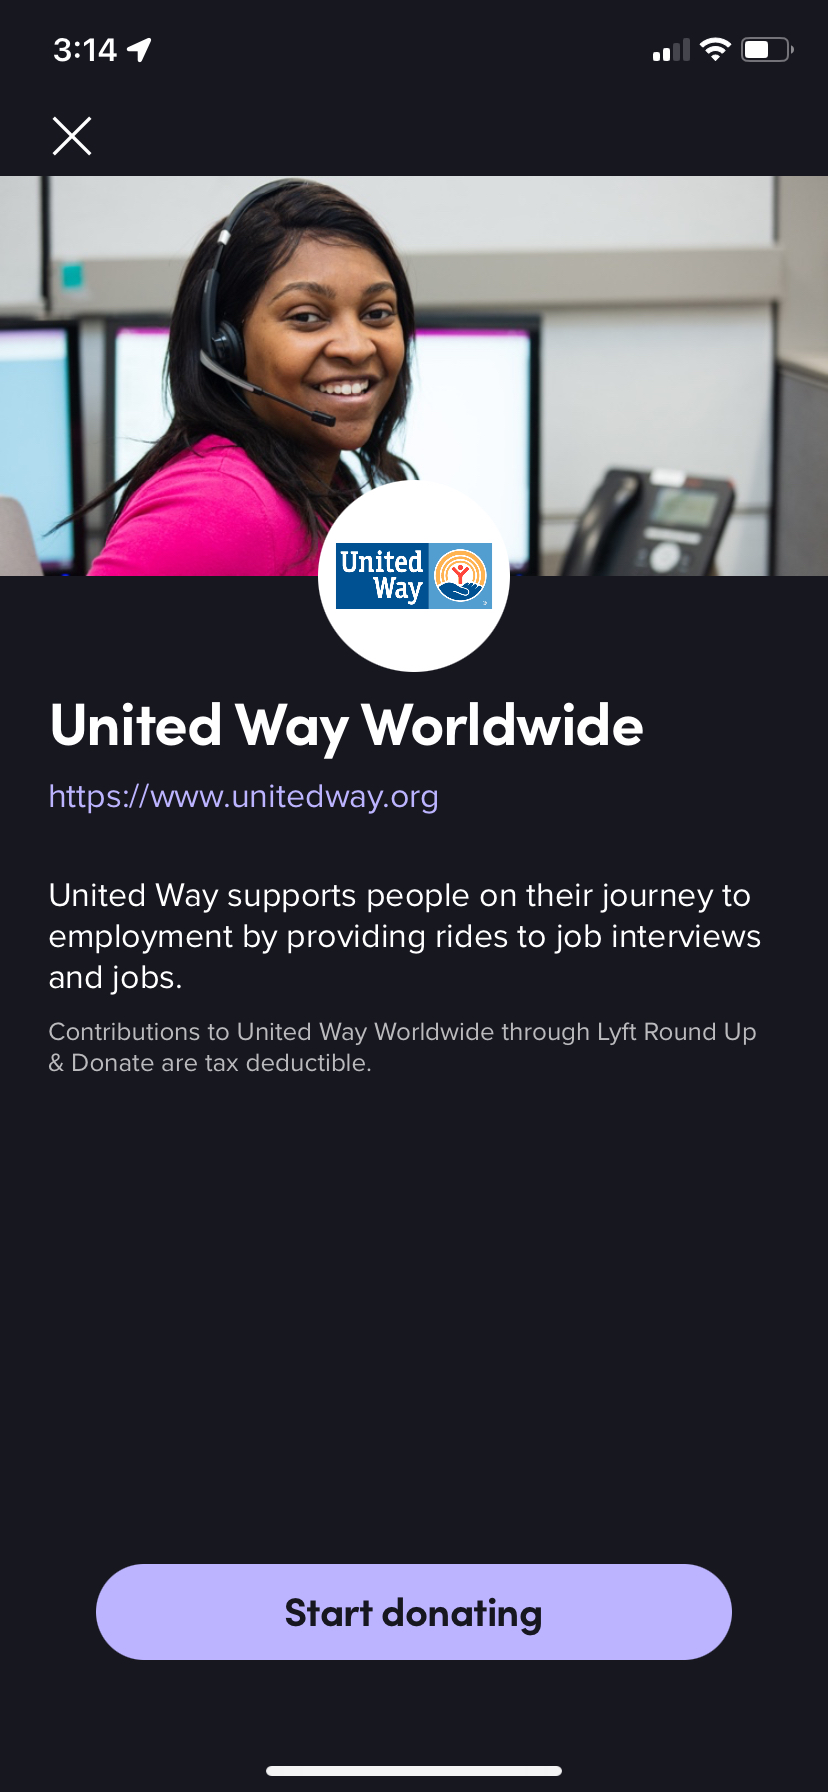 3:14
United
Way
United Way Worldwide
https://www.unitedway.org
United Way supports people on their journey to
employment by providing rides to job interviews
and jobs.
Contributions to United Way Worldwide through Lyft Round Up
& Donate are tax deductible.
Start donating